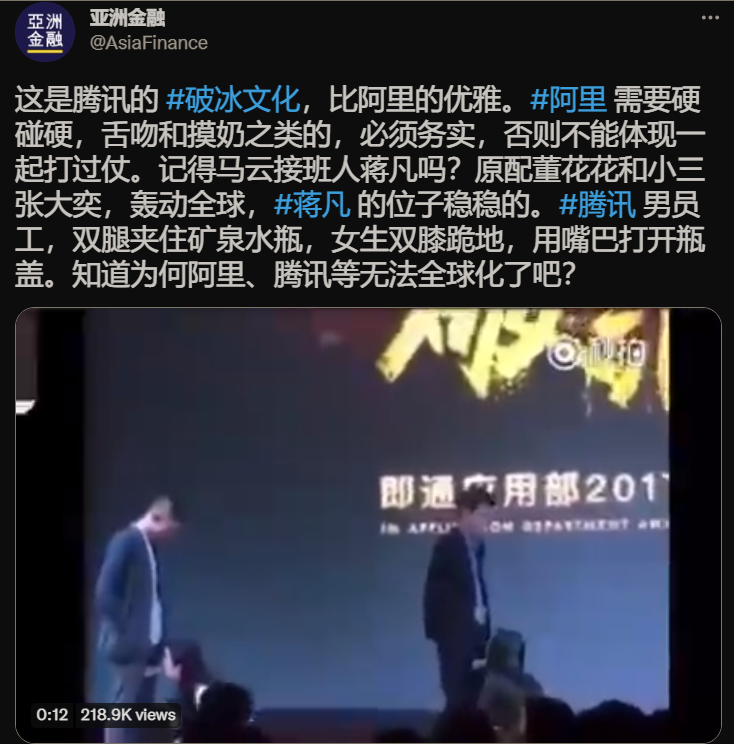 亞洲
金融
亚洲金融
@AsiaFinance
这是腾讯的 #破冰文化，比阿里的优雅。#阿里 需要硬
碰硬，舌吻和摸奶之类的，必须务实，否则不能体现一
起打过仗。记得马云接班人蒋凡吗？原配董花花和小三
张大奕，轰动全球，#蒋凡 的位子稳稳的。#腾讯 男员
工，双腿夹住矿泉水瓶，女生双膝跪地，用嘴巴打开瓶
盖。知道为何阿里、腾讯等无法全球化了吧？
秒拍
即通应用部201
0:12 218.9K views